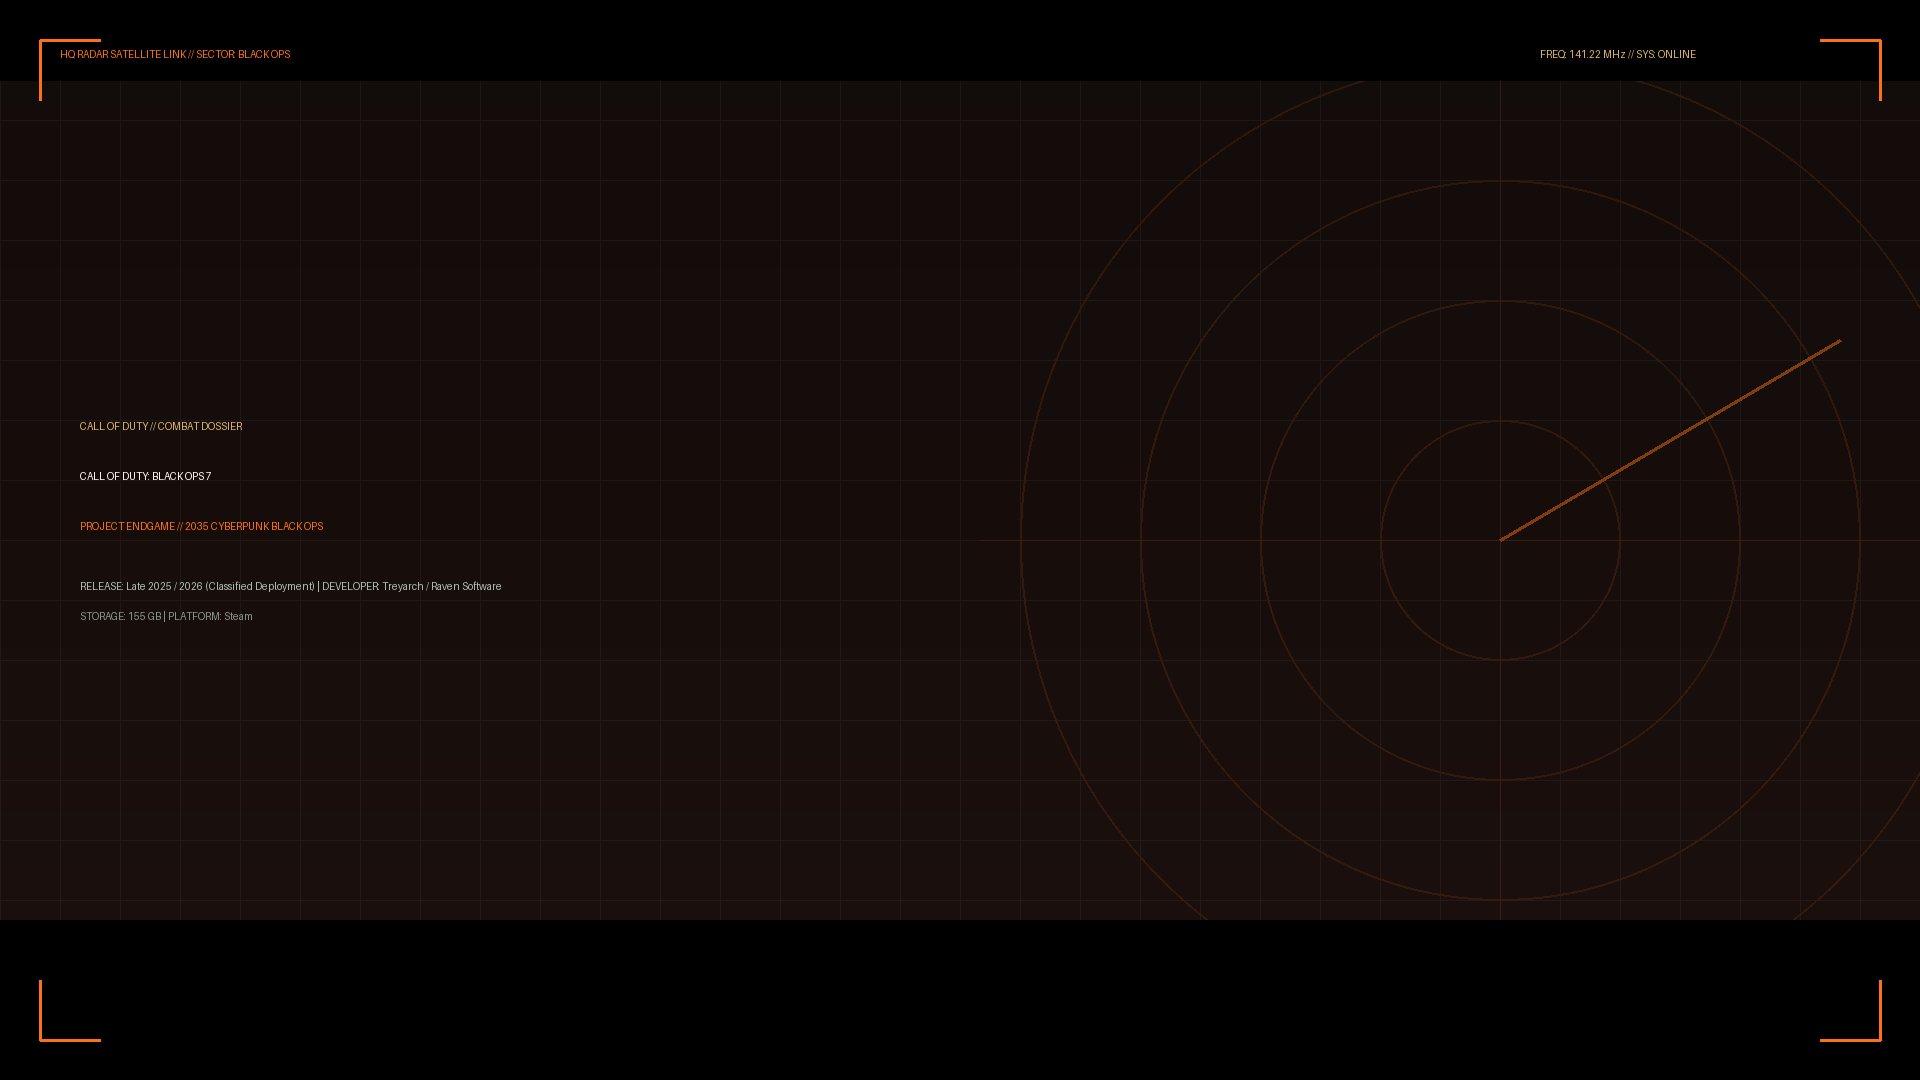 HQ RADAR SATELLITE LINK // SECTOR: BLACK OPS
FREQ: 141.22 MHz // SYS: ONLINE
CALL OF DUTY // COMBAT DOSSIER
CALL OF DUTY: BLACK OPS 7
PROJECT ENDGAME // 2035 CYBERPUNK BLACK OPS
RELEASE: Late 2025 / 2026 (Classified Deployment) | DEVELOPER: Treyarch / Raven Software
STORAGE: 155 GB | PLATFORM: Steam